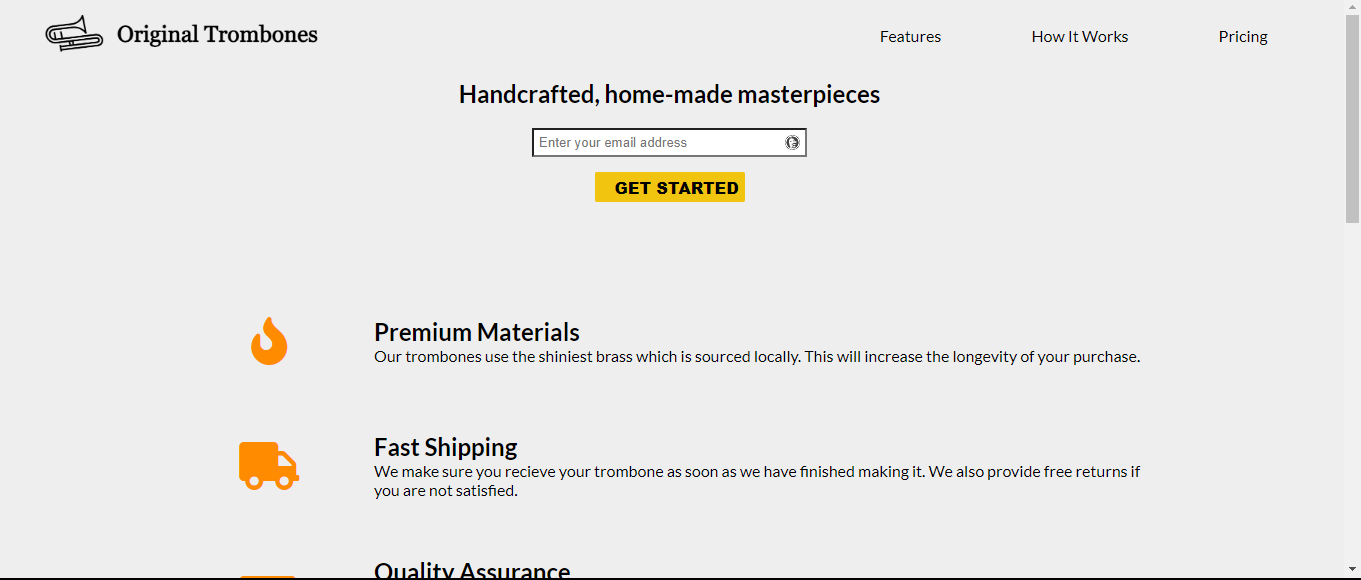 Original Trombones
Features
How It Works
Pricing
Handcrafted, home-made masterpieces
Enter your email address
GET STARTED
Premium Materials
Our trombones use the shiniest brass which is sourced locally. This will increase the longevity of your purchase.
Fast Shipping
We make sure you recieve your trombone as soon as we have finished making it. We also provide free returns if
you are not satisfied.
Quality Assurance